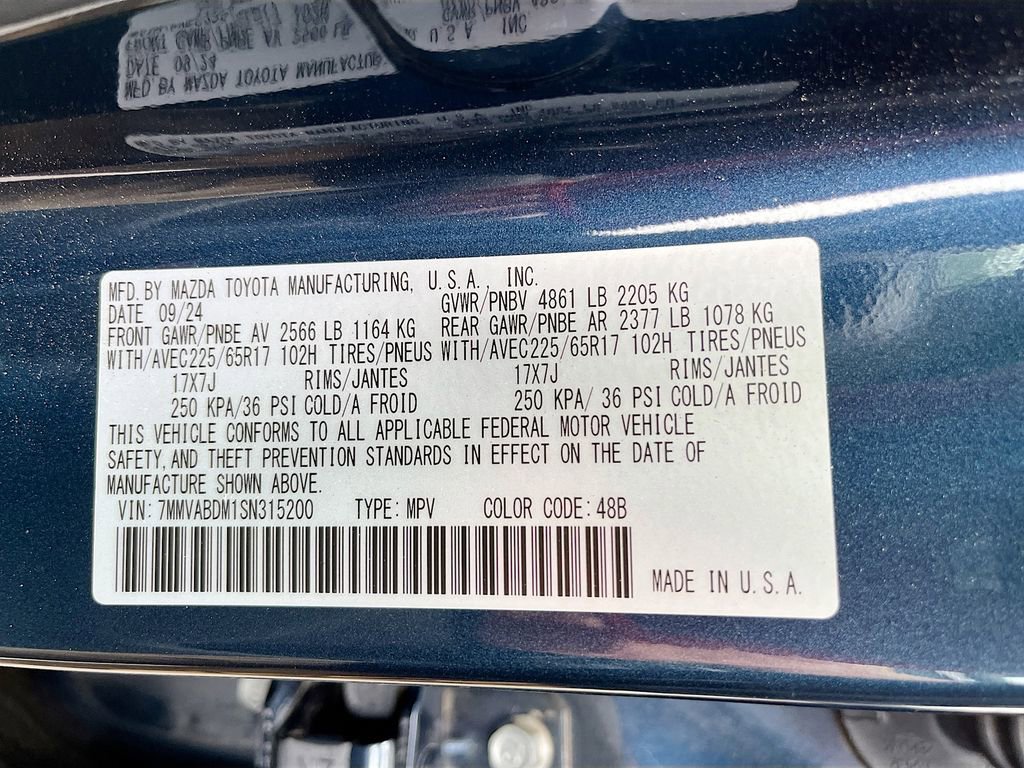 MFD. BY MAZDA TOYOTA MANUFACTURING, U.S.A., INC.
DATE 09/24 GVWR/PNBV 4861 LB 2205 KG
FRONT GAWR/PNBE AV 2566 LB 1164 KG REAR GAWR/PNBE AR 2377 LB 1078 KG
WITH/AVEC225/65R17 102H TIRES/PNEUS WITH/AVEC225/65R17 102H TIRES/PNEUS
17X7J RIMS/JANTES 17X7J RIMS/JANTES
250 KPA/36 PSI COLD/A FROID 250 KPA/ 36 PSI COLD/A FROID
THIS VEHICLE CONFORMS TO ALL APPLICABLE FEDERAL MOTOR VEHICLE
SAFETY, AND THEFT PREVENTION STANDARDS IN EFFECT ON THE DATE OF
MANUFACTURE SHOWN ABOVE.
VIN: 7MMVABDM1SN315200 TYPE: MPV COLOR CODE: 48B
MADE IN U.S.A.